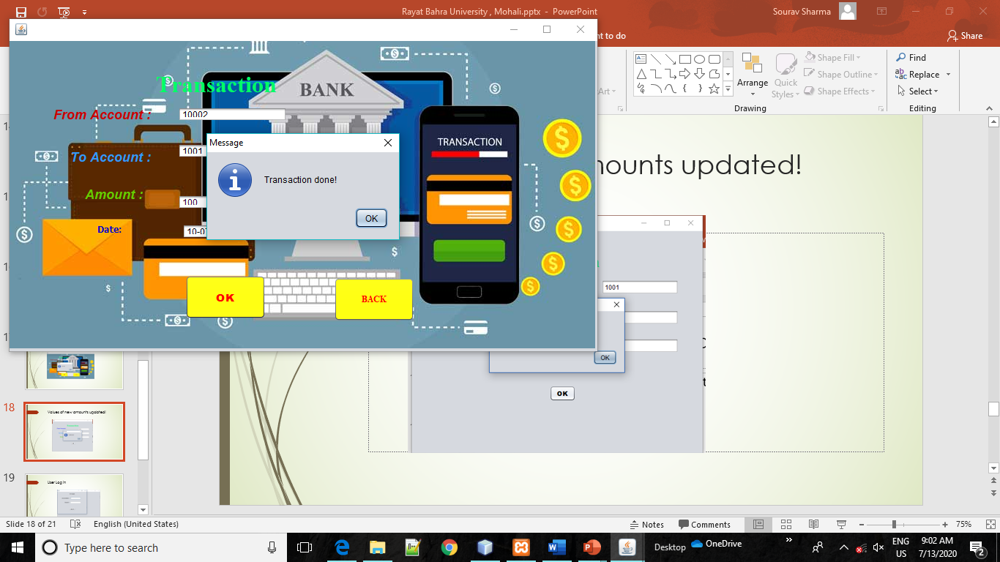 Rayat Bahra University , Mohali.pptx - PowerPoint
Sourav Sharma
nt to do
Share
Art
Arrange
Quick
Styles
Shape Fill
Shape Outline
Shape Effects
Drawing
Find
Replace
Select
Editing
Transaction
BANK
From Account :
10002
To Account :
1001
Amount :
100
Date:
Message
Transaction done!
OK
TRANSACTION
OK
BACK
mounts updated!
1001
OK
OK
18
Values of new amounts updated!
19
User Log In
Slide 18 of 21
English (United States)
Notes
Comments
75%
Type here to search
Desktop
OneDrive
ENG
US
9:02 AM
7/13/2020
2